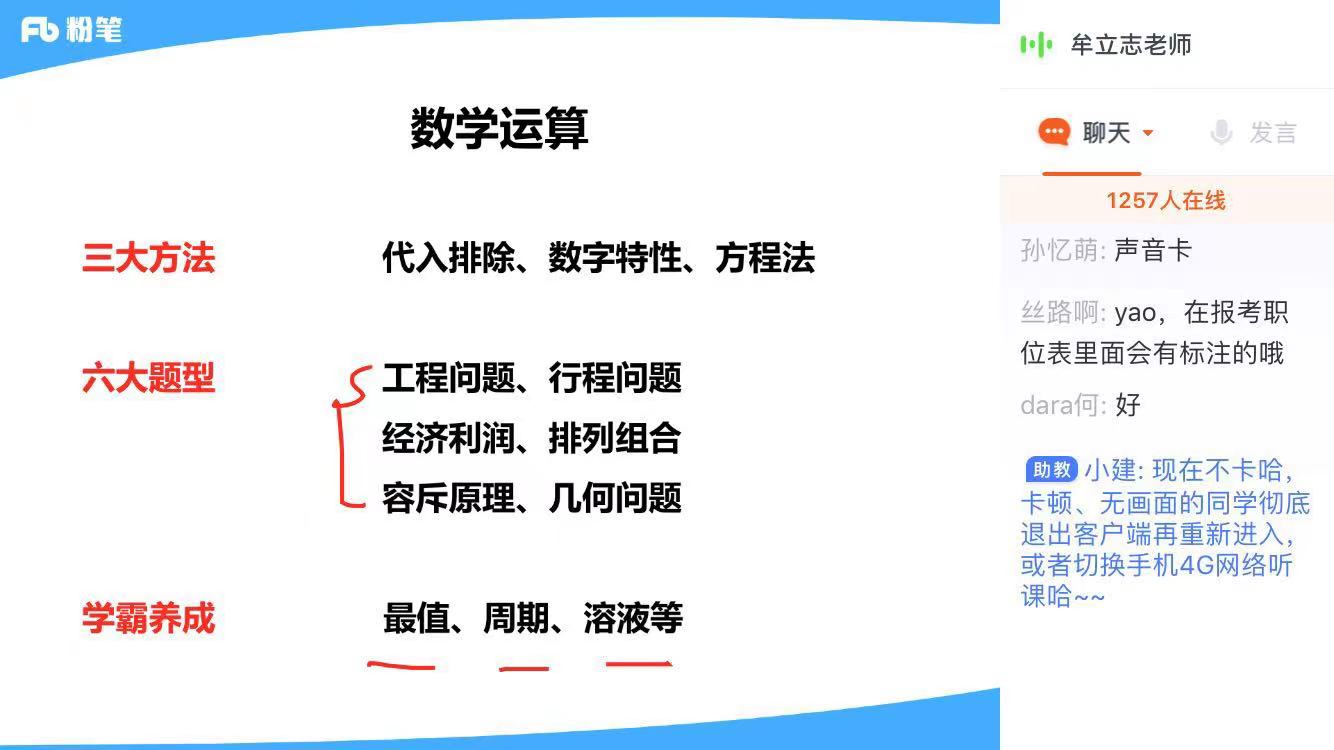 Fb 粉笔
数学运算
三大方法 代入排除、数字特性、方程法
六大题型 工程问题、行程问题
经济利润、排列组合
容斥原理、几何问题
学霸养成 最值、周期、溶液等
牟立志老师
聊天 发言
1257人在线
孙忆萌: 声音卡
丝路啊: yao，在报考职
位表里面会有标注的哦
dara何: 好
助教 小建: 现在不卡哈，
卡顿、无画面的同学彻底
退出客户端再重新进入，
或者切换手机4G网络听
课哈~~